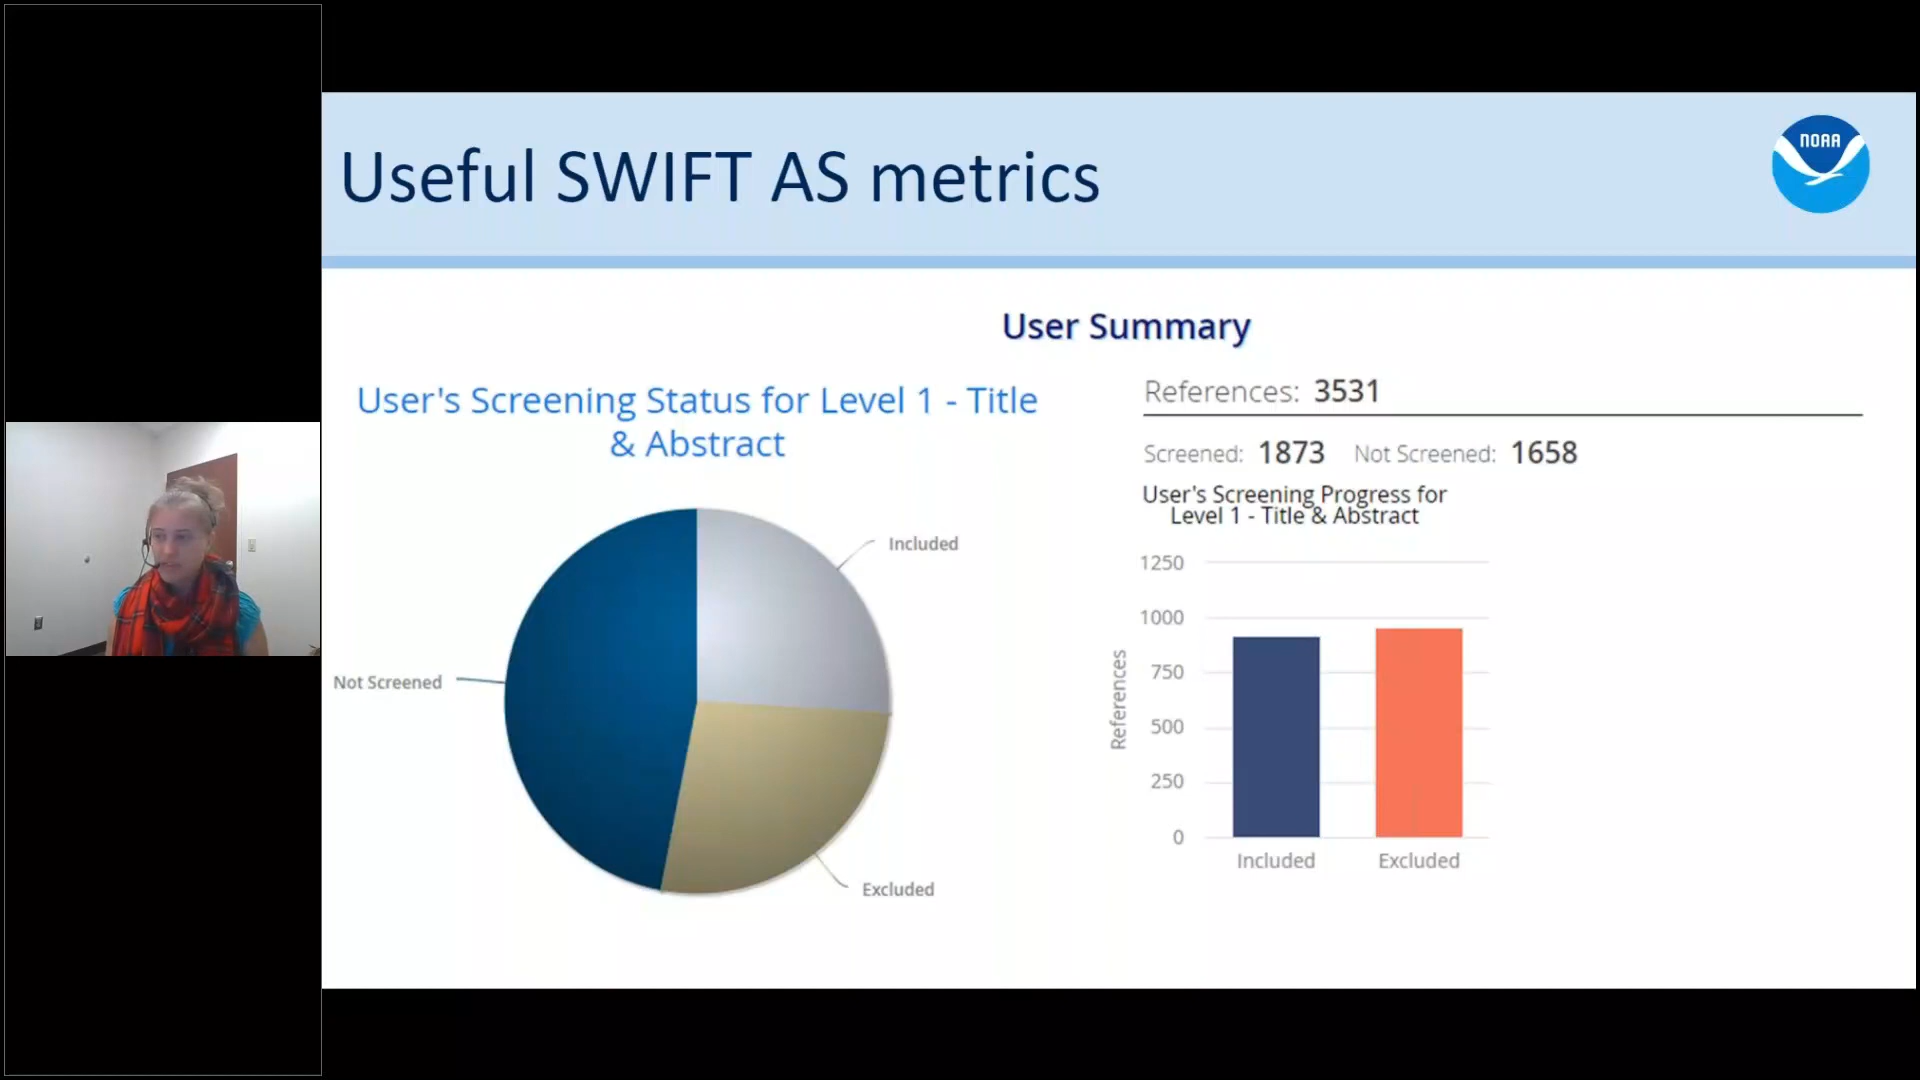 Useful SWIFT AS metrics
NOAA
User Summary
User's Screening Status for Level 1 - Title
& Abstract
Included
Not Screened
Excluded
References: 3531
Screened: 1873 Not Screened: 1658
User's Screening Progress for
Level 1 - Title & Abstract
1250
1000
750
500
250
0
References
Included
Excluded